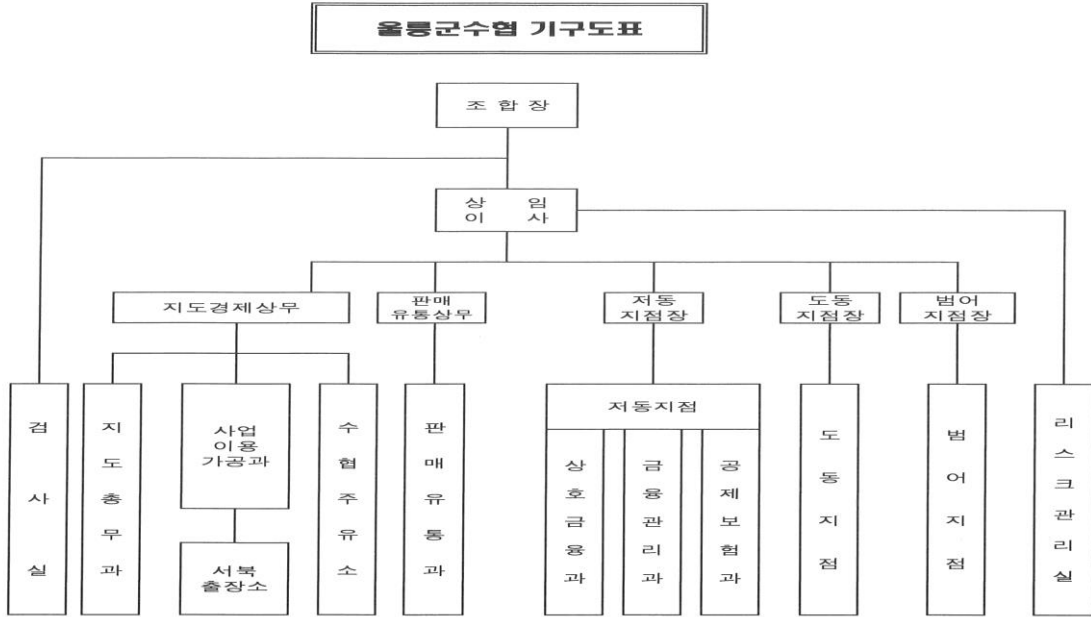 울릉군수협 기구도표
조 합 장
상 임
이 사
지도경제상무
판매
유통상무
저동
지점장
도동
지점장
범어
지점장
검사실
지도총무과
사업
이용
가공과
수협주유소
판매유통과
저동지점
상호금융과
금융관리과
공제보험과
도동지점
범어지점
리스크관리실
서북
출장소